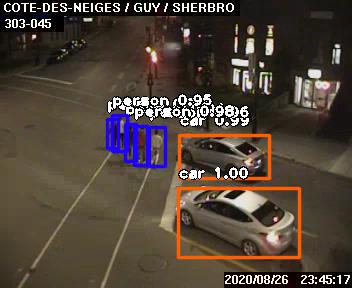 COTE-DES-NEIGES / GUY / SHERBRO
303-045
person 0.95
car 0.99
car 1.00
2020/08/26 23:45:17